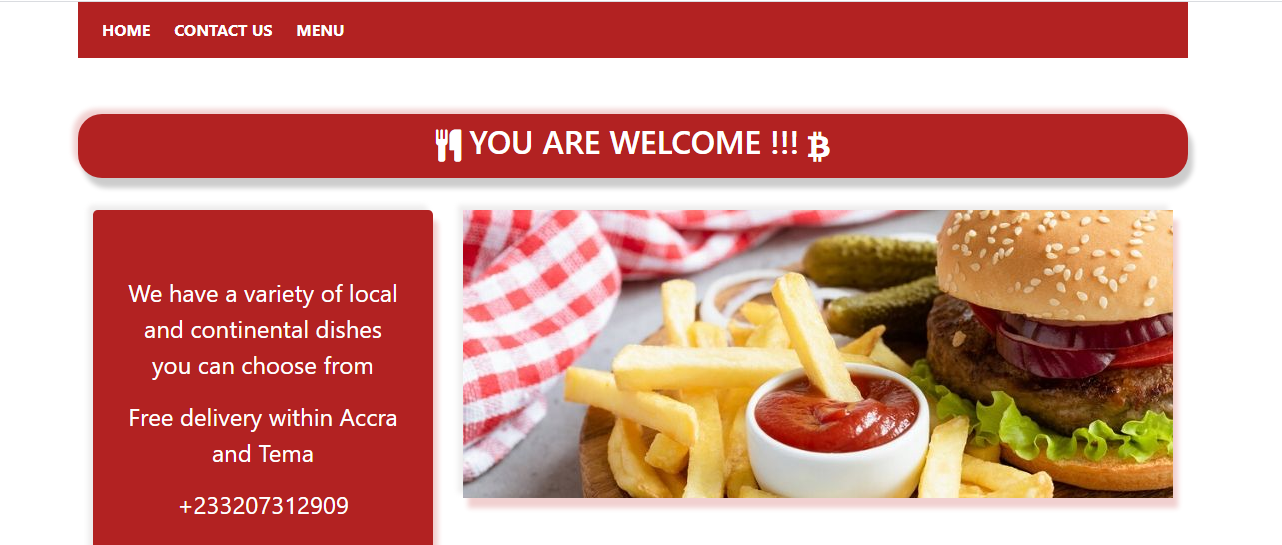 HOME CONTACT US MENU
YOU ARE WELCOME !!!
We have a variety of local
and continental dishes
you can choose from
Free delivery within Accra
and Tema
+233207312909